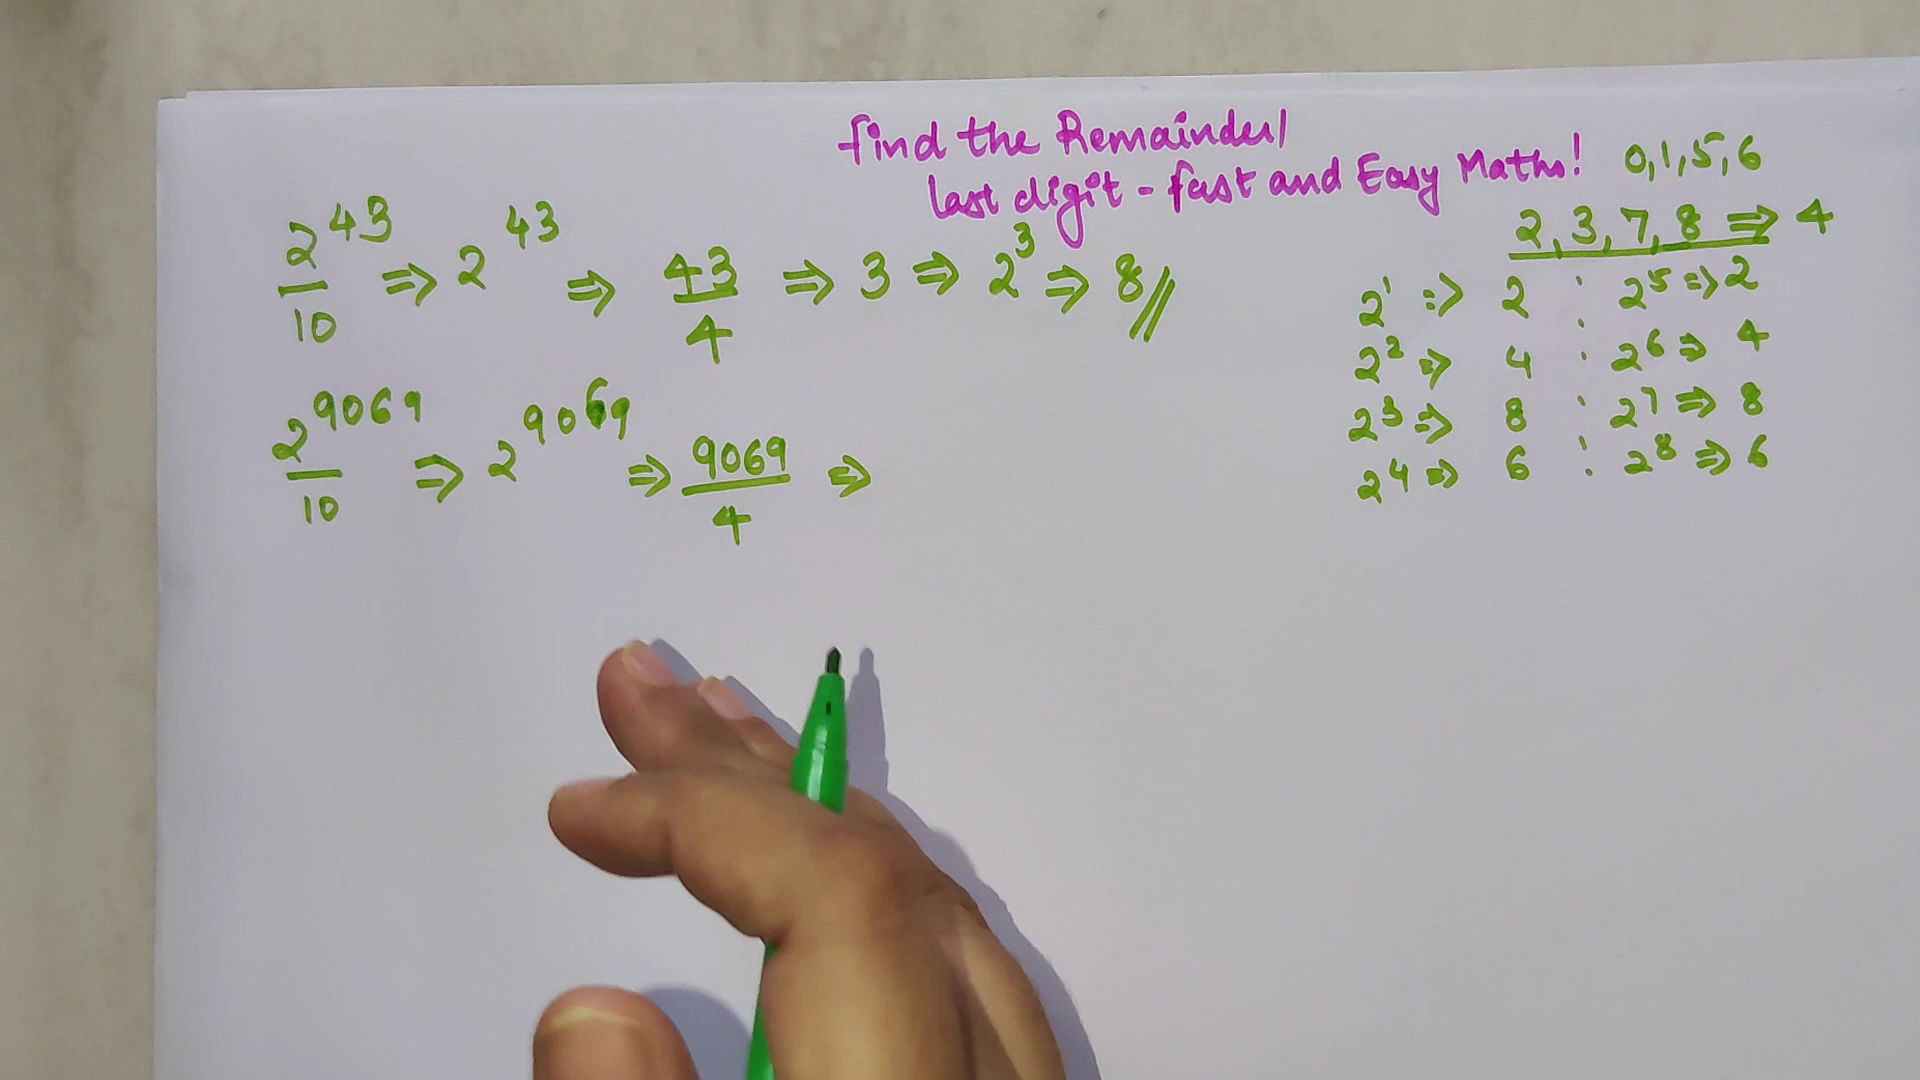 find the Remainder/
last digit - fast and Easy Maths!
0,1,5,6
2,3,7,8 ⇒ 4
2^43/10 ⇒ 2^43 ⇒ 43/4 ⇒ 3 ⇒ 2^3 ⇒ 8//
2^9069/10 ⇒ 2^9069 ⇒ 9069/4 ⇒
2^1 ⇒ 2 : 2^5 ⇒ 2
2^2 ⇒ 4 : 2^6 ⇒ 4
2^3 ⇒ 8 : 2^7 ⇒ 8
2^4 ⇒ 6 : 2^8 ⇒ 6